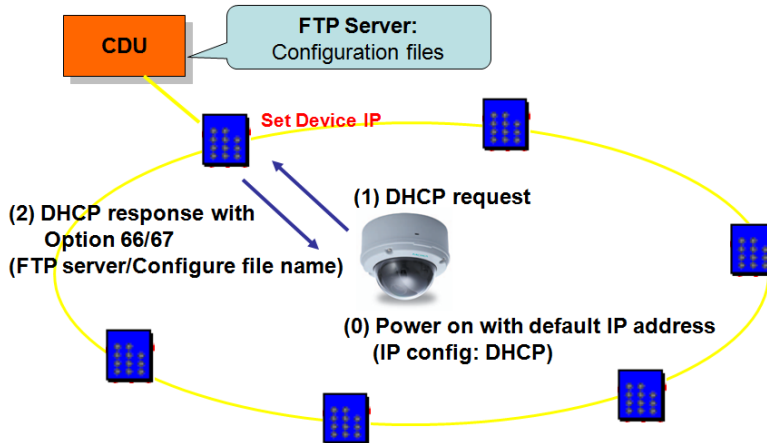 CDU
FTP Server:
Configuration files
Set Device IP
(1) DHCP request
(2) DHCP response with
Option 66/67
(FTP server/Configure file name)
(0) Power on with default IP address
(IP config: DHCP)